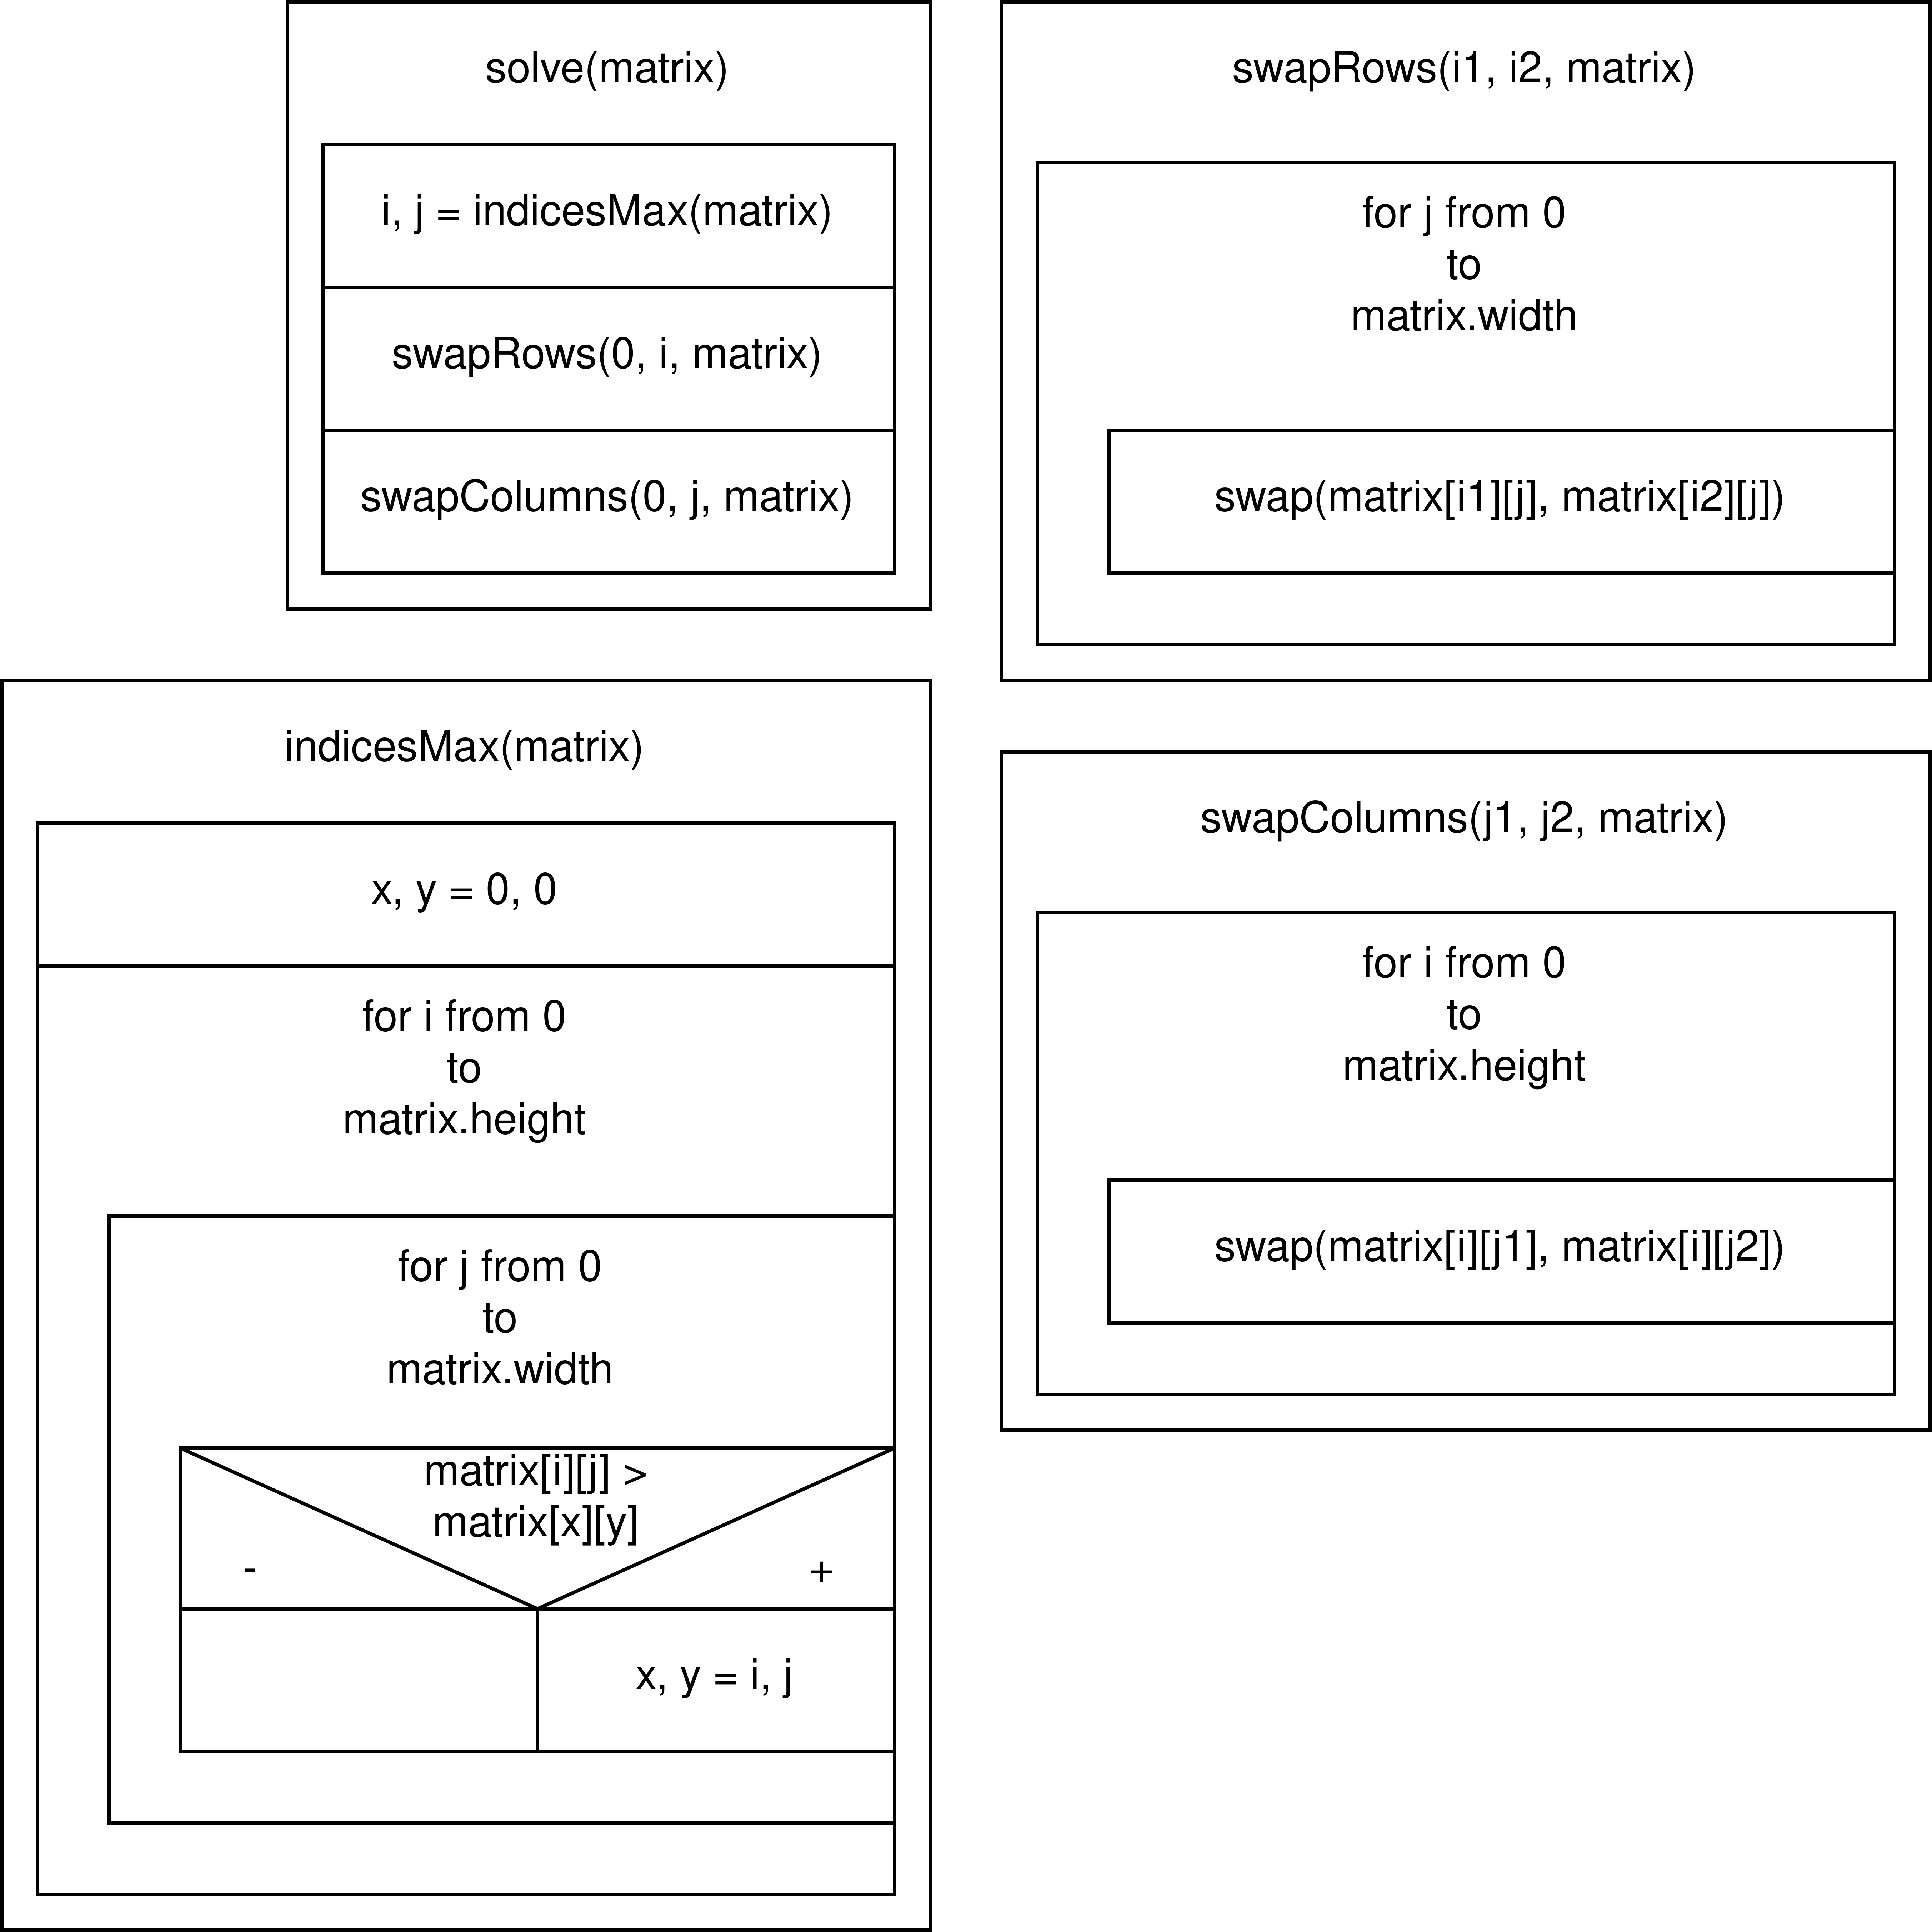 solve(matrix)
i, j = indicesMax(matrix)
swapRows(0, i, matrix)
swapColumns(0, j, matrix)
swapRows(i1, i2, matrix)
for j from 0
to
matrix.width
swap(matrix[i1][j], matrix[i2][j])
indicesMax(matrix)
x, y = 0, 0
for i from 0
to
matrix.height
for j from 0
to
matrix.width
matrix[i][j] >
matrix[x][y]
- +
x, y = i, j
swapColumns(j1, j2, matrix)
for i from 0
to
matrix.height
swap(matrix[i][j1], matrix[i][j2])